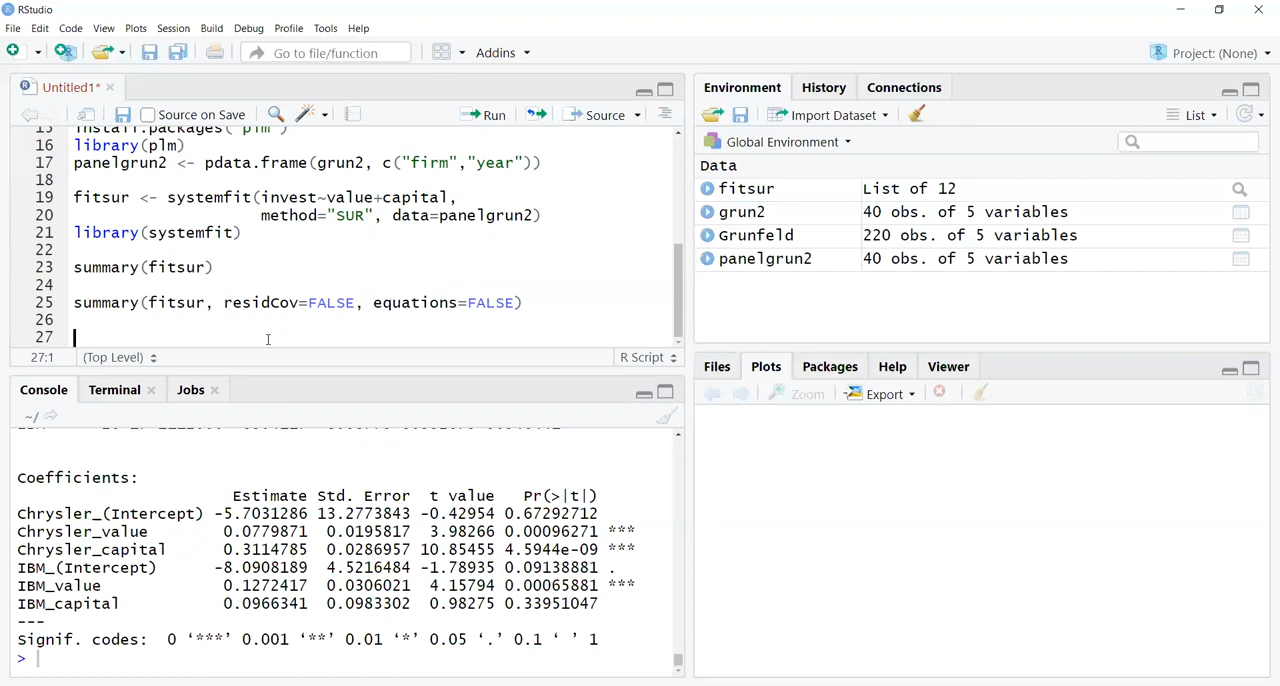 RStudio
File Edit Code View Plots Session Build Debug Profile Tools Help
Go to file/function Addins Project: (None)
Untitled1*
Source on Save Run Source
15 install.packages("plm")
16 library(plm)
17 panelgrun2 <- pdata.frame(grun2, c("firm","year"))
18
19 fitsur <- systemfit(invest~value+capital,
20 method="SUR", data=panelgrun2)
21 library(systemfit)
22
23 summary(fitsur)
24
25 summary(fitsur, residCov=FALSE, equations=FALSE)
26
27
27:1 (Top Level) R Script
Console Terminal Jobs
~/
Coefficients:
Estimate Std. Error t value Pr(>|t|)
Chrysler_(Intercept) -5.7031286 13.2773843 -0.42954 0.67292712
Chrysler_value 0.0779871 0.0195817 3.98266 0.00096271 ***
Chrysler_capital 0.3114785 0.0286957 10.85455 4.5944e-09 ***
IBM_(Intercept) -8.0908189 4.5216484 -1.78935 0.09138881 .
IBM_value 0.1272417 0.0306021 4.15794 0.00065881 ***
IBM_capital 0.0966341 0.0983302 0.98275 0.33951047
---
Signif. codes: 0 ‘***’ 0.001 ‘**’ 0.01 ‘*’ 0.05 ‘.’ 0.1 ‘ ’ 1
>
Environment History Connections
Import Dataset List
Global Environment
Data
fitsur List of 12
grun2 40 obs. of 5 variables
Grunfeld 220 obs. of 5 variables
panelgrun2 40 obs. of 5 variables
Files Plots Packages Help Viewer
Zoom Export